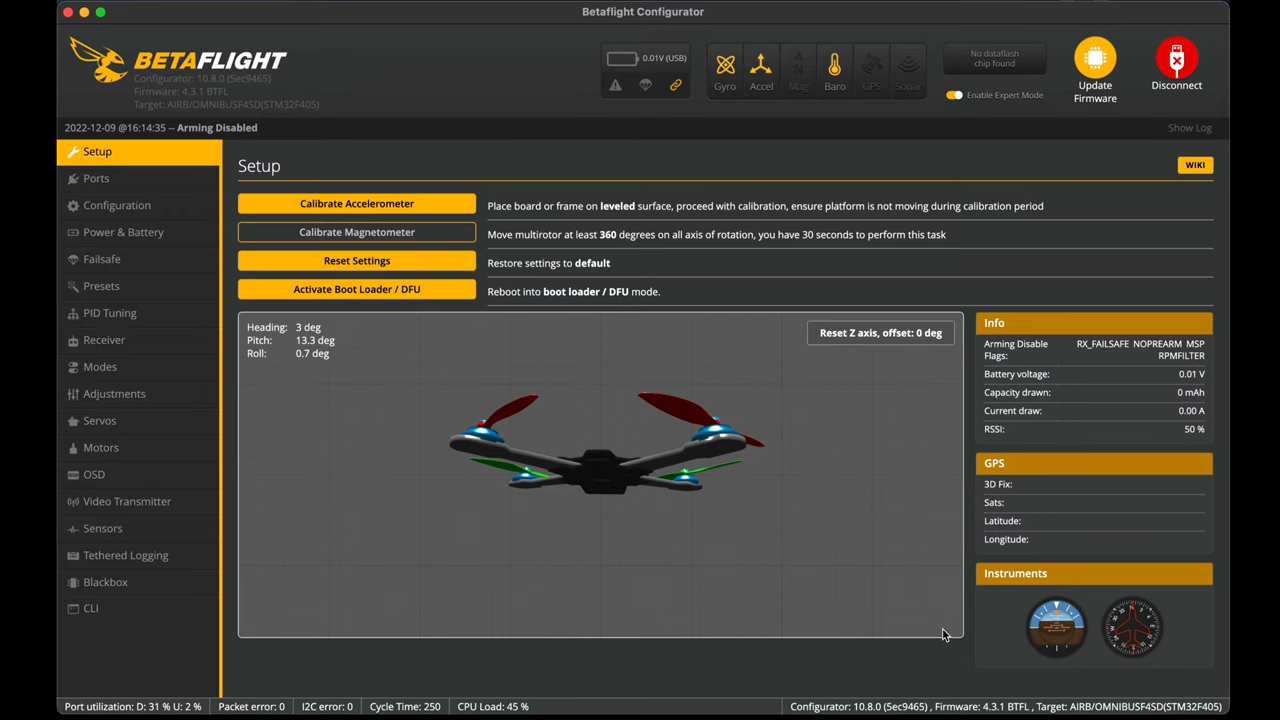 Betaflight Configurator
BETAFLIGHT
Configurator: 10.8.0 (5ec9465)
Firmware: 4.3.1 BTFL
Target: AIRB/OMNIBUSF4SD(STM32F405)
0.01V (USB)
Gyro
Accel
Mag
Baro
GPS
Sonar
No dataflash
chip found
Enable Expert Mode
Update
Firmware
Disconnect
2022-12-09 @16:14:35 -- Arming Disabled
Show Log
Setup
Ports
Configuration
Power & Battery
Failsafe
Presets
PID Tuning
Receiver
Modes
Adjustments
Servos
Motors
OSD
Video Transmitter
Sensors
Tethered Logging
Blackbox
CLI
Setup
WIKI
Calibrate Accelerometer
Place board or frame on leveled surface, proceed with calibration, ensure platform is not moving during calibration period
Calibrate Magnetometer
Move multirotor at least 360 degrees on all axis of rotation, you have 30 seconds to perform this task
Reset Settings
Restore settings to default
Activate Boot Loader / DFU
Reboot into boot loader / DFU mode.
Heading: 3 deg
Pitch: 13.3 deg
Roll: 0.7 deg
Reset Z axis, offset: 0 deg
Info
Arming Disable RX_FAILSAFE NOPREARM MSP
Flags: RPMFILTER
Battery voltage: 0.01 V
Capacity drawn: 0 mAh
Current draw: 0.00 A
RSSI: 50 %
GPS
3D Fix:
Sats:
Latitude:
Longitude:
Instruments
Port utilization: D: 31 % U: 2 %
Packet error: 0
I2C error: 0
Cycle Time: 250
CPU Load: 45 %
Configurator: 10.8.0 (5ec9465) , Firmware: 4.3.1 BTFL , Target: AIRB/OMNIBUSF4SD(STM32F405)